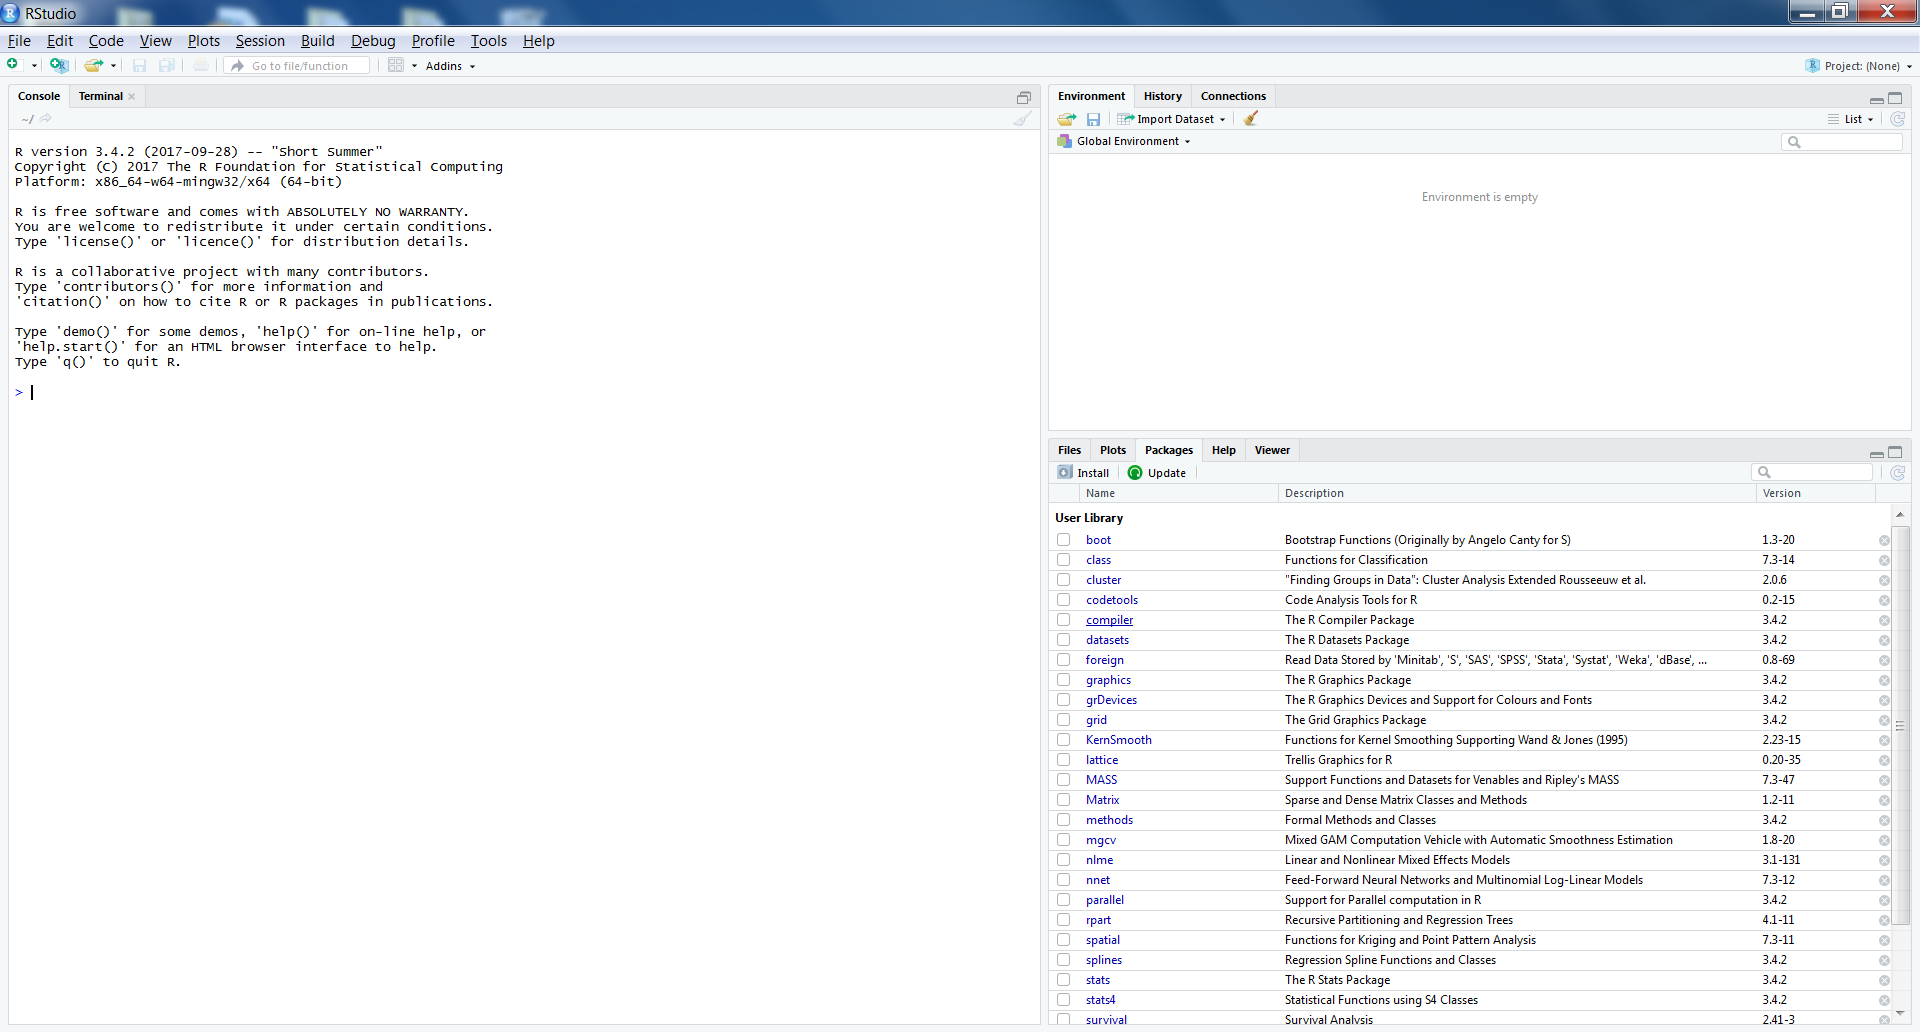 RStudio
File Edit Code View Plots Session Build Debug Profile Tools Help
Go to file/function Addins Project: (None)
Console Terminal
~/
R version 3.4.2 (2017-09-28) -- "Short Summer"
Copyright (C) 2017 The R Foundation for Statistical Computing
Platform: x86_64-w64-mingw32/x64 (64-bit)
R is free software and comes with ABSOLUTELY NO WARRANTY.
You are welcome to redistribute it under certain conditions.
Type 'license()' or 'licence()' for distribution details.
R is a collaborative project with many contributors.
Type 'contributors()' for more information and
'citation()' on how to cite R or R packages in publications.
Type 'demo()' for some demos, 'help()' for on-line help, or
'help.start()' for an HTML browser interface to help.
Type 'q()' to quit R.
>
Environment History Connections
Import Dataset List
Global Environment
Environment is empty
Files Plots Packages Help Viewer
Install Update
Name Description Version
User Library
boot Bootstrap Functions (Originally by Angelo Canty for S) 1.3-20
class Functions for Classification 7.3-14
cluster "Finding Groups in Data": Cluster Analysis Extended Rousseeuw et al. 2.0.6
codetools Code Analysis Tools for R 0.2-15
compiler The R Compiler Package 3.4.2
datasets The R Datasets Package 3.4.2
foreign Read Data Stored by 'Minitab', 'S', 'SAS', 'SPSS', 'Stata', 'Systat', 'Weka', 'dBase', ... 0.8-69
graphics The R Graphics Package 3.4.2
grDevices The R Graphics Devices and Support for Colours and Fonts 3.4.2
grid The Grid Graphics Package 3.4.2
KernSmooth Functions for Kernel Smoothing Supporting Wand & Jones (1995) 2.23-15
lattice Trellis Graphics for R 0.20-35
MASS Support Functions and Datasets for Venables and Ripley's MASS 7.3-47
Matrix Sparse and Dense Matrix Classes and Methods 1.2-11
methods Formal Methods and Classes 3.4.2
mgcv Mixed GAM Computation Vehicle with Automatic Smoothness Estimation 1.8-20
nlme Linear and Nonlinear Mixed Effects Models 3.1-131
nnet Feed-Forward Neural Networks and Multinomial Log-Linear Models 7.3-12
parallel Support for Parallel computation in R 3.4.2
rpart Recursive Partitioning and Regression Trees 4.1-11
spatial Functions for Kriging and Point Pattern Analysis 7.3-11
splines Regression Spline Functions and Classes 3.4.2
stats The R Stats Package 3.4.2
stats4 Statistical Functions using S4 Classes 3.4.2
survival Survival Analysis 2.41-3